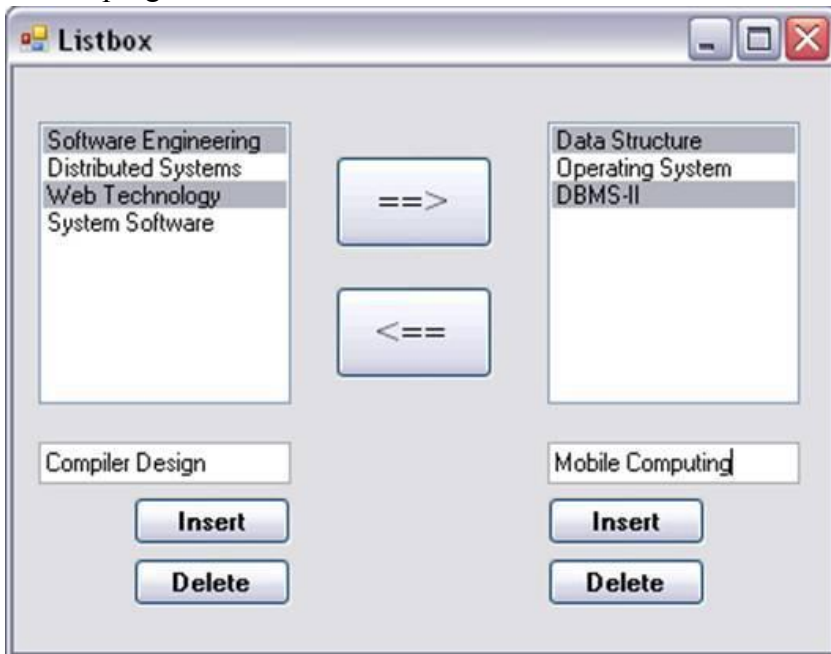 Listbox
Software Engineering
Distributed Systems
Web Technology
System Software
==>
<==
Data Structure
Operating System
DBMS-II
Compiler Design
Insert
Delete
Mobile Computing
Insert
Delete